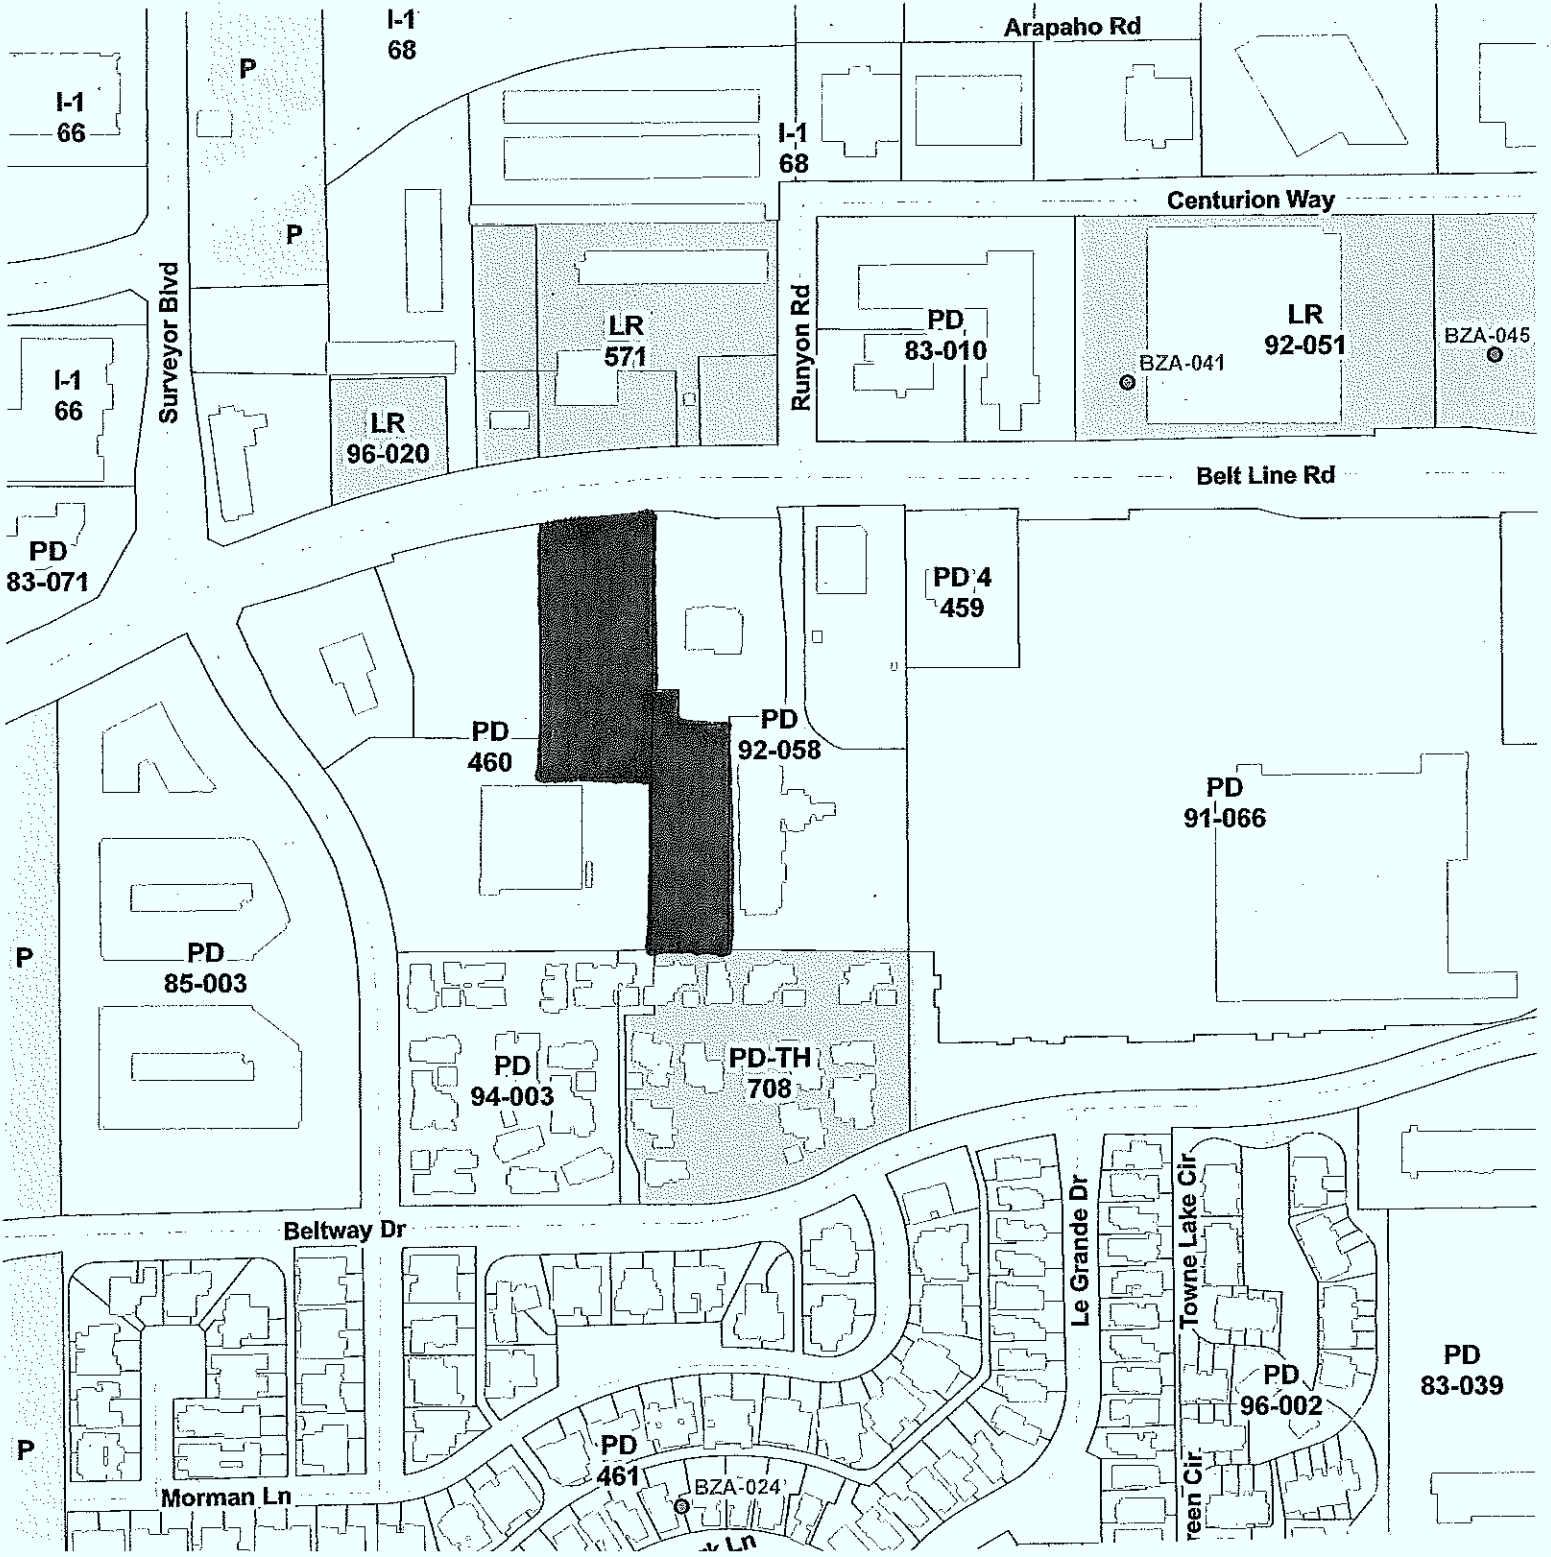 I-1
68
Arapaho Rd
P
I-1
66
I-1
68
Centurion Way
P
Surveyor Blvd
LR
571
Runyon Rd
PD
83-010
LR
92-051
BZA-045
BZA-041
I-1
66
LR
96-020
Belt Line Rd
PD
83-071
PD 4
459
PD
460
PD
92-058
PD
91-066
P
PD
85-003
PD
94-003
PD-TH
708
Beltway Dr
Le Grande Dr
Towne Lake Cir
PD
83-039
PD
96-002
P
PD
461
BZA-024
Morman Ln
reen Cir
rk Ln